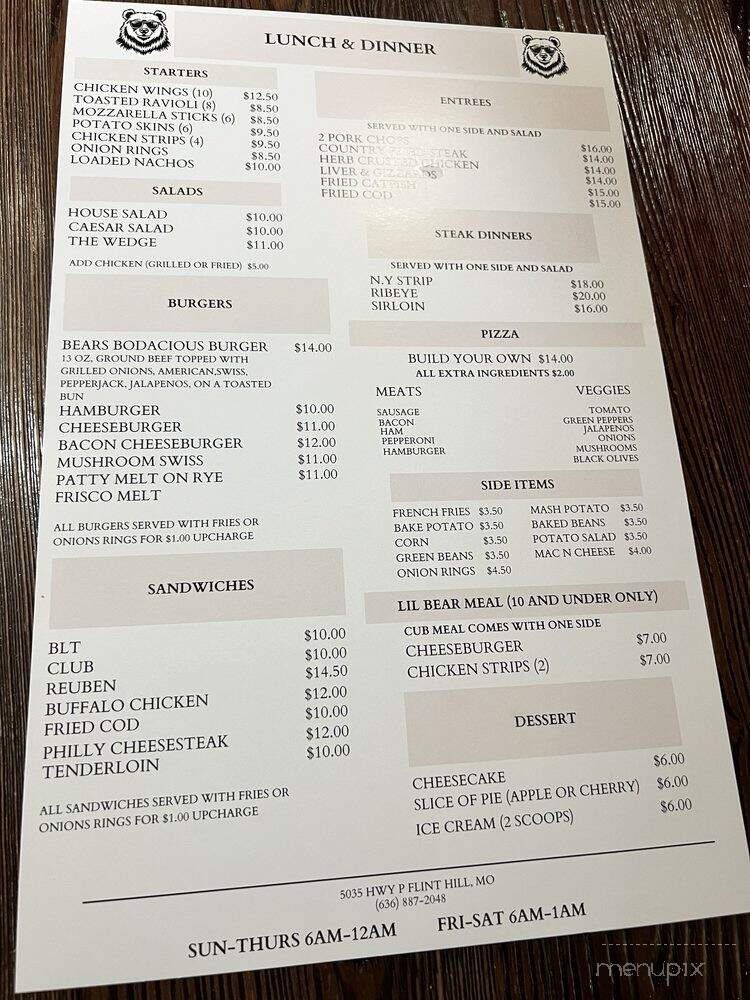 LUNCH & DINNER
STARTERS
CHICKEN WINGS (10) $12.50
TOASTED RAVIOLI (8) $8.50
MOZZARELLA STICKS (6) $8.50
POTATO SKINS (6) $9.50
CHICKEN STRIPS (4) $9.50
ONION RINGS $8.50
LOADED NACHOS $10.00
SALADS
HOUSE SALAD $10.00
CAESAR SALAD $10.00
THE WEDGE $11.00
ADD CHICKEN (GRILLED OR FRIED) $5.00
BURGERS
BEARS BODACIOUS BURGER $14.00
13 OZ, GROUND BEEF TOPPED WITH
GRILLED ONIONS, AMERICAN,SWISS,
PEPPERJACK, JALAPENOS, ON A TOASTED
BUN
HAMBURGER $10.00
CHEESEBURGER $11.00
BACON CHEESEBURGER $12.00
MUSHROOM SWISS $11.00
PATTY MELT ON RYE $11.00
FRISCO MELT
ALL BURGERS SERVED WITH FRIES OR
ONIONS RINGS FOR $1.00 UPCHARGE
SANDWICHES
BLT $10.00
CLUB $10.00
REUBEN $14.50
BUFFALO CHICKEN $12.00
FRIED COD $10.00
PHILLY CHEESESTEAK $12.00
TENDERLOIN $10.00
ALL SANDWICHES SERVED WITH FRIES OR
ONIONS RINGS FOR $1.00 UPCHARGE
ENTREES
SERVED WITH ONE SIDE AND SALAD
2 PORK CHOPS $16.00
COUNTRY STEAK $14.00
HERB CRUSTED CHICKEN $14.00
LIVER & GIZZARDS $14.00
FRIED CATFISH $15.00
FRIED COD $15.00
STEAK DINNERS
SERVED WITH ONE SIDE AND SALAD
N.Y STRIP $18.00
RIBEYE $20.00
SIRLOIN $16.00
PIZZA
BUILD YOUR OWN $14.00
ALL EXTRA INGREDIENTS $2.00
MEATS VEGGIES
SAUSAGE TOMATO
BACON GREEN PEPPERS
HAM JALAPENOS
PEPPERONI ONIONS
HAMBURGER MUSHROOMS
BLACK OLIVES
SIDE ITEMS
FRENCH FRIES $3.50 MASH POTATO $3.50
BAKE POTATO $3.50 BAKED BEANS $3.50
CORN $3.50 POTATO SALAD $3.50
GREEN BEANS $3.50 MAC N CHEESE $4.00
ONION RINGS $4.50
LIL BEAR MEAL (10 AND UNDER ONLY)
CUB MEAL COMES WITH ONE SIDE
CHEESEBURGER $7.00
CHICKEN STRIPS (2) $7.00
DESSERT
CHEESECAKE $6.00
SLICE OF PIE (APPLE OR CHERRY) $6.00
ICE CREAM (2 SCOOPS) $6.00
5035 HWY P FLINT HILL, MO
(636) 887-2048
SUN-THURS 6AM-12AM FRI-SAT 6AM-1AM
menupix